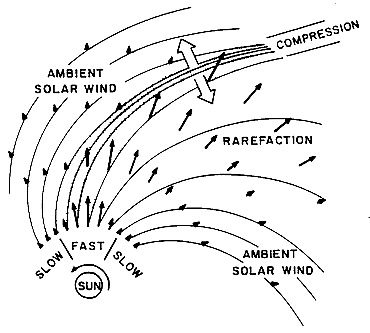 COMPRESSION
AMBIENT
SOLAR WIND
RAREFACTION
SLOW
FAST
SLOW
SUN
AMBIENT
SOLAR WIND